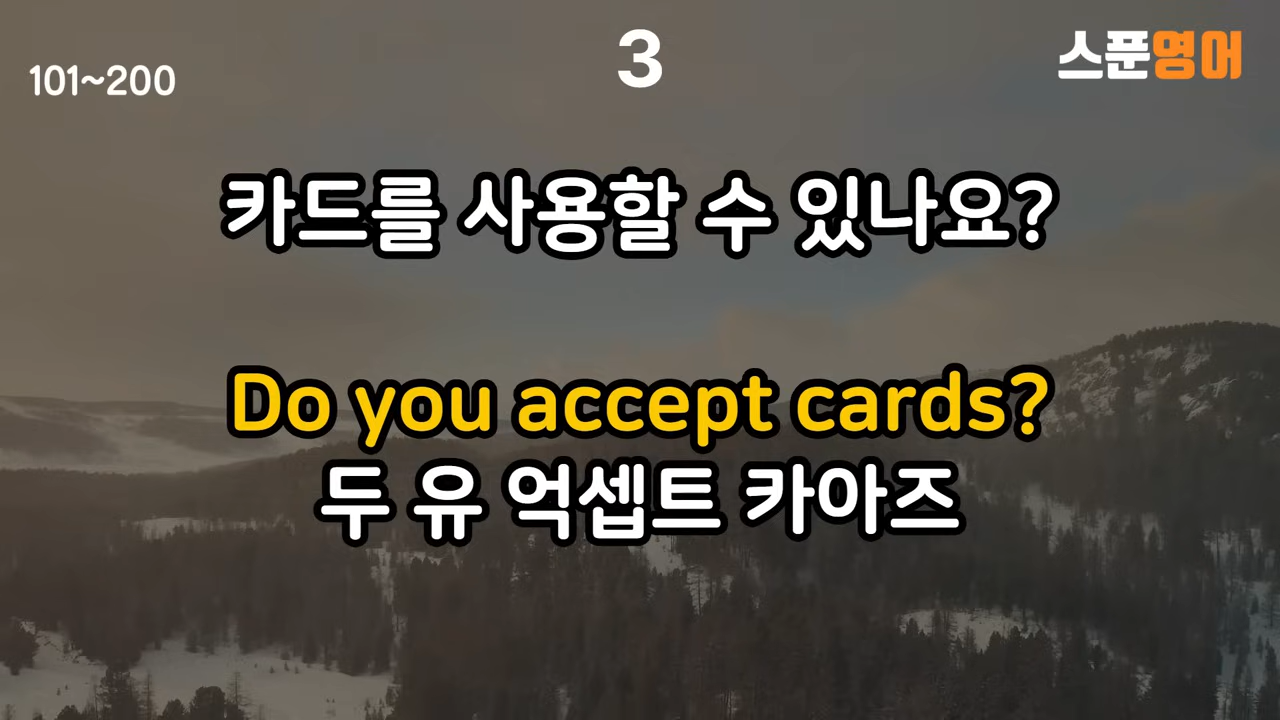 101~200
3
스푼영어
카드를 사용할 수 있나요?
Do you accept cards?
두 유 억셉트 카아즈